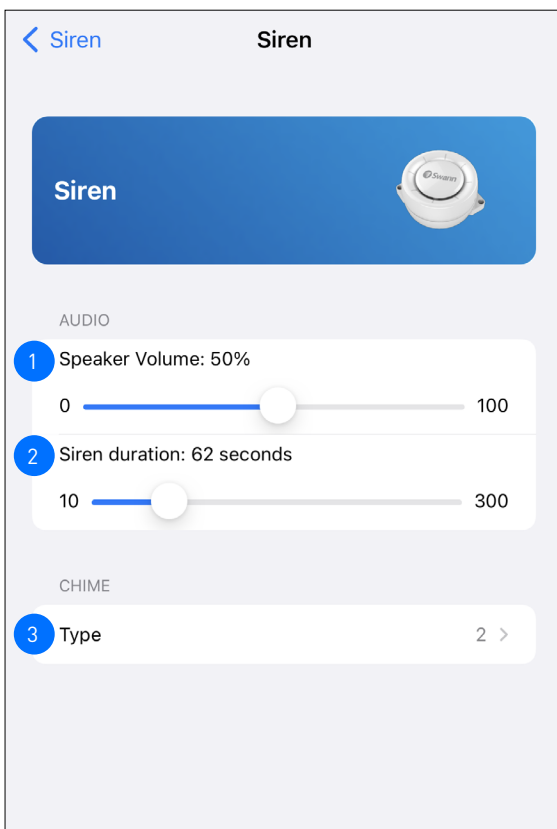 Siren
Siren
Siren
Swann
AUDIO
1
Speaker Volume: 50%
0
100
2
Siren duration: 62 seconds
10
300
CHIME
3
Type
2